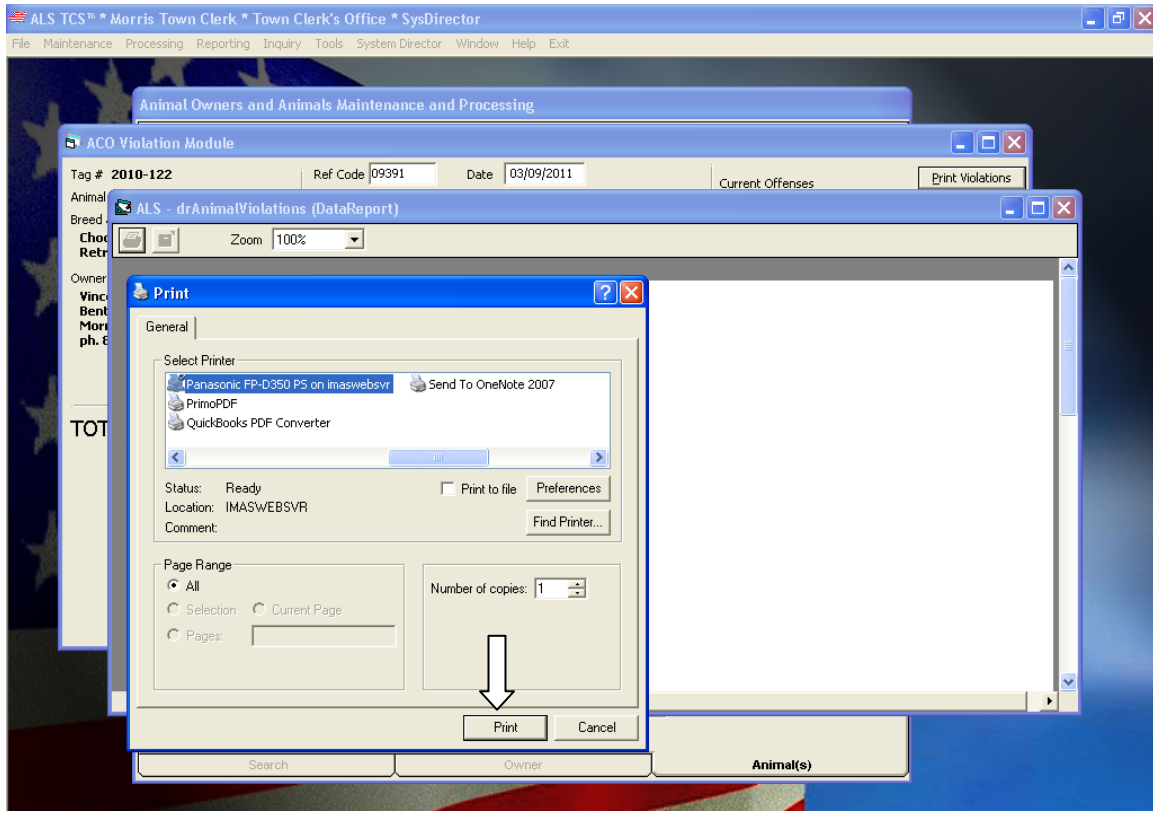 ALS TCS™ * Morris Town Clerk * Town Clerk's Office * SysDirector
File Maintenance Processing Reporting Inquiry Tools System Director Window Help Exit
Animal Owners and Animals Maintenance and Processing
ACO Violation Module
Tag # 2010-122 Ref Code 09391 Date 03/09/2011 Current Offenses Print Violations
Animal
Breed
ALS - drAnimalViolations (DataReport)
Choc
Retr
Zoom 100%
Owner
Vinc
Bent
Morr
ph. 8
TOT
Print
General
Select Printer
Panasonic FP-D350 PS on imaswebsvr Send To OneNote 2007
PrimoPDF
QuickBooks PDF Converter
Status: Ready Print to file Preferences
Location: IMASWEBSVR
Comment: Find Printer...
Page Range
All Number of copies: 1
Selection Current Page
Pages:
Print Cancel
Search Owner Animal(s)